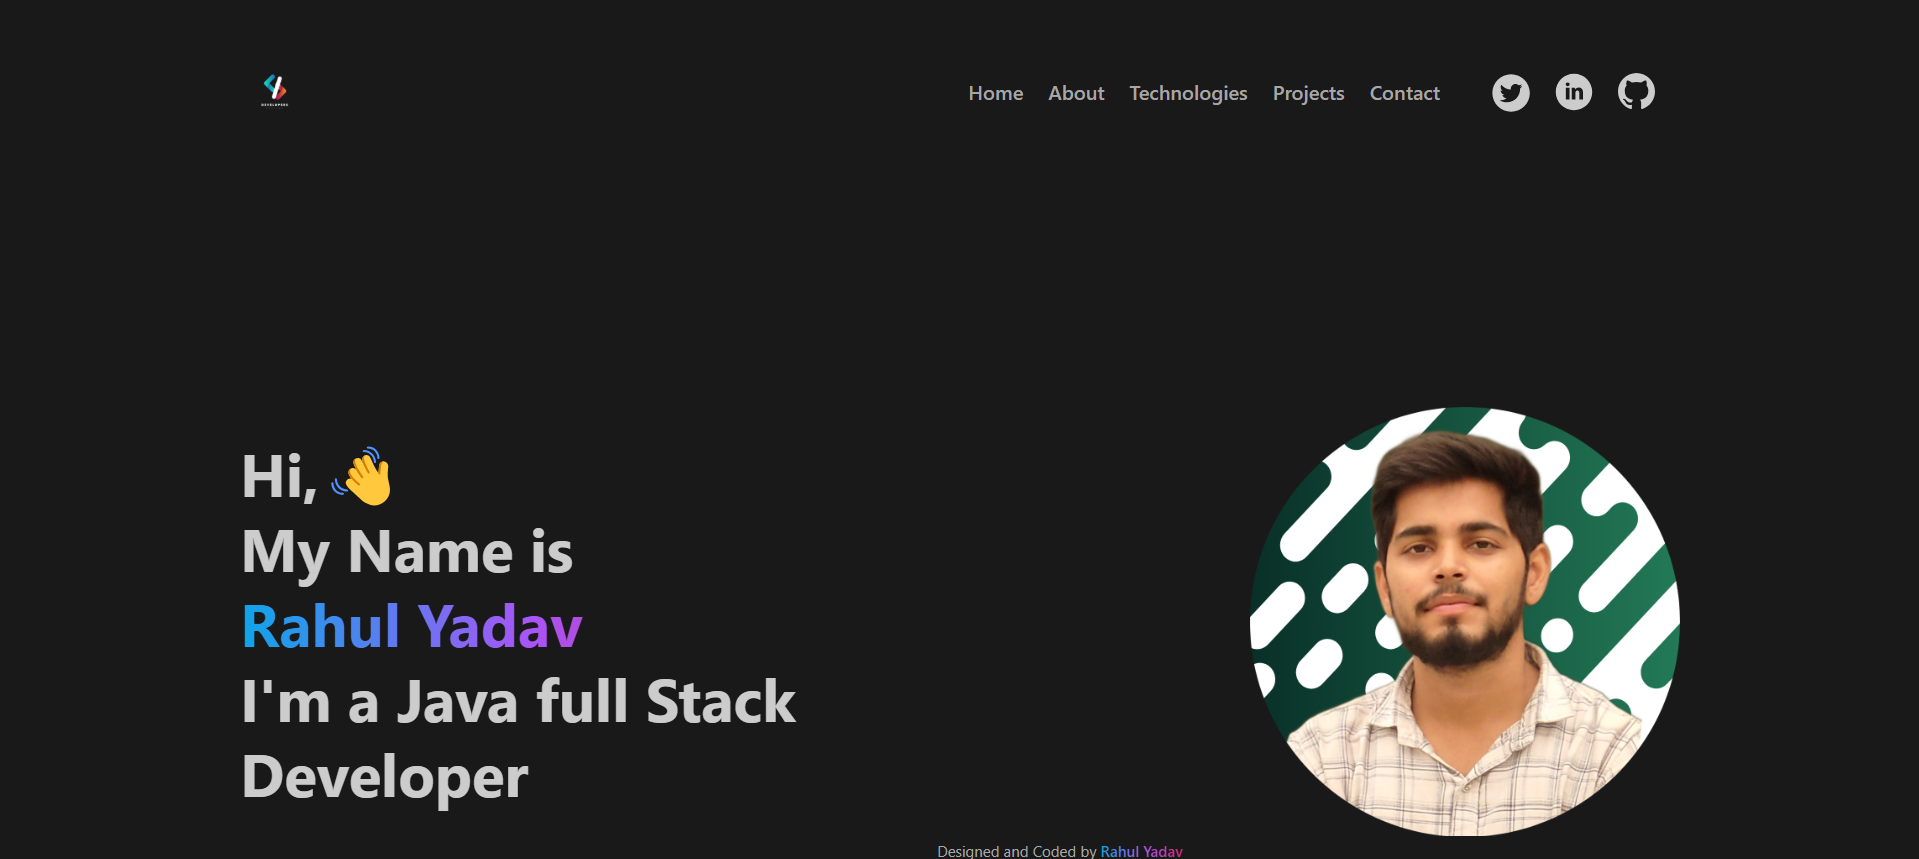 DEVELOPERS
Home About Technologies Projects Contact
in
Hi, 👋
My Name is
Rahul Yadav
I'm a Java full Stack
Developer
Designed and Coded by Rahul Yadav